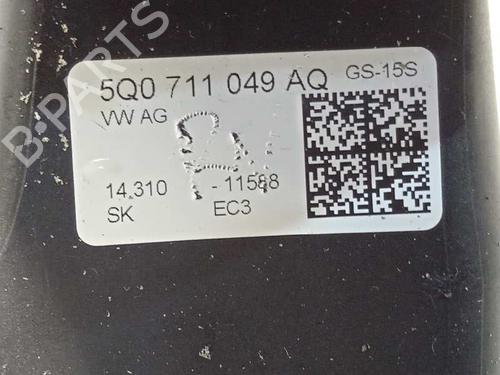 5Q0 711 049 AQ GS-15S
VW AG
14.310 - 11588
SK EC3
B-PARTS